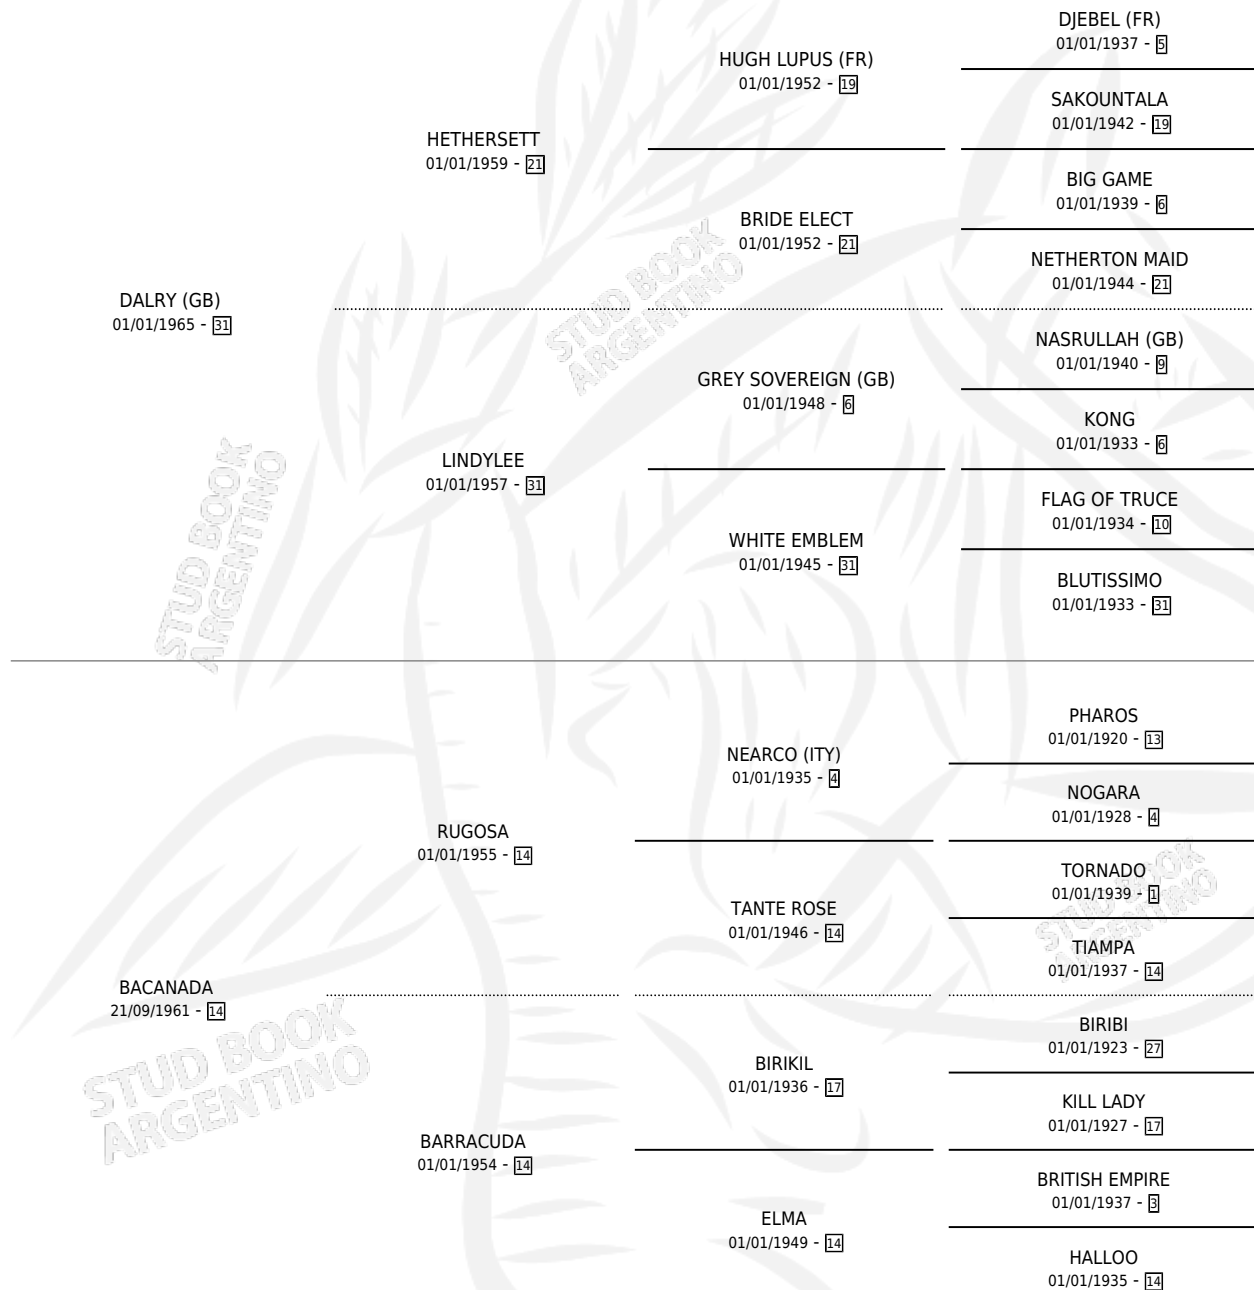 DJEBEL (FR)
01/01/1937 - 5
HUGH LUPUS (FR)
01/01/1952 - 19
SAKOUNTALA
01/01/1942 - 19
HETHERSETT
01/01/1959 - 21
BIG GAME
01/01/1939 - 6
BRIDE ELECT
01/01/1952 - 21
NETHERTON MAID
01/01/1944 - 21
DALRY (GB)
01/01/1965 - 31
STUD BOOK
ARGENTINO
NASRULLAH (GB)
01/01/1940 - 9
GREY SOVEREIGN (GB)
01/01/1948 - 6
KONG
01/01/1933 - 6
LINDYLEE
01/01/1957 - 31
FLAG OF TRUCE
01/01/1934 - 10
WHITE EMBLEM
01/01/1945 - 31
BLUTISSIMO
01/01/1933 - 31
STUD BOOK
ARGENTINO
PHAROS
01/01/1920 - 13
NEARCO (ITY)
01/01/1935 - 4
NOGARA
01/01/1928 - 4
RUGOSA
01/01/1955 - 14
TORNADO
01/01/1939 - 1
TANTE ROSE
01/01/1946 - 14
STUD BOOK
ARGENTINO
TIAMPA
01/01/1937 - 14
BACANADA
21/09/1961 - 14
STUD BOOK
ARGENTINO
BIRIBI
01/01/1923 - 27
BIRIKIL
01/01/1936 - 17
KILL LADY
01/01/1927 - 17
BARRACUDA
01/01/1954 - 14
BRITISH EMPIRE
01/01/1937 - 3
ELMA
01/01/1949 - 14
HALLOO
01/01/1935 - 14